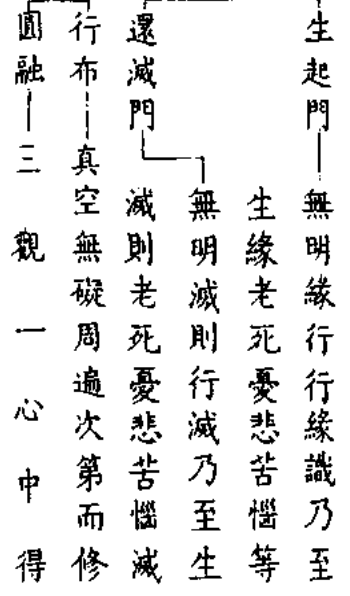 生起門
無明緣行行緣識乃至
生緣老死憂悲苦惱等
還滅門
無明滅則行滅乃至生
滅則老死憂悲苦惱滅
行布
真空無礙周遍次第而修
圓融
三觀一心中得